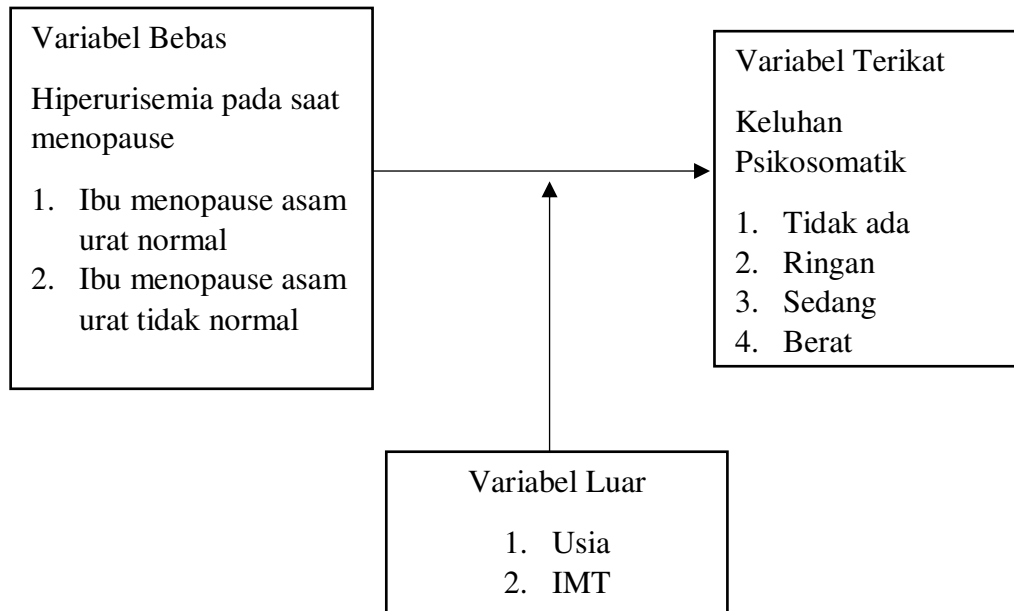 Variabel Bebas
Hiperurisemia pada saat
menopause
1. Ibu menopause asam
urat normal
2. Ibu menopause asam
urat tidak normal
Variabel Terikat
Keluhan
Psikosomatik
1. Tidak ada
2. Ringan
3. Sedang
4. Berat
Variabel Luar
1. Usia
2. IMT